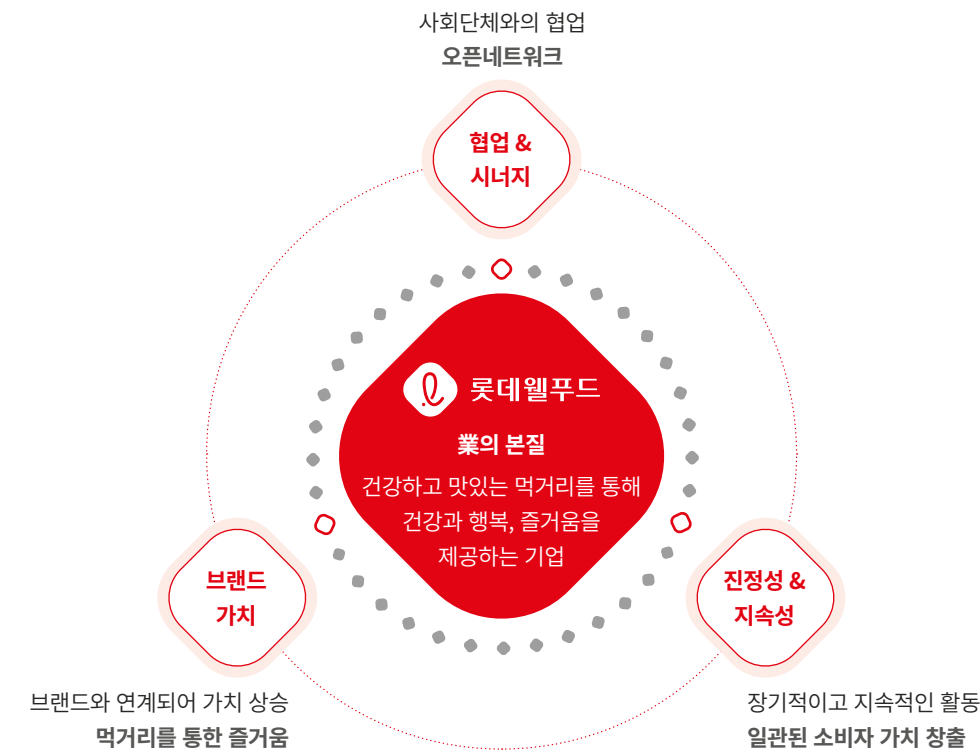 사회단체와의 협업
오픈네트워크
협업 &
시너지
롯데웰푸드
業의 본질
건강하고 맛있는 먹거리를 통해
건강과 행복, 즐거움을
제공하는 기업
브랜드
가치
진정성 &
지속성
브랜드와 연계되어 가치 상승
먹거리를 통한 즐거움
장기적이고 지속적인 활동
일관된 소비자 가치 창출